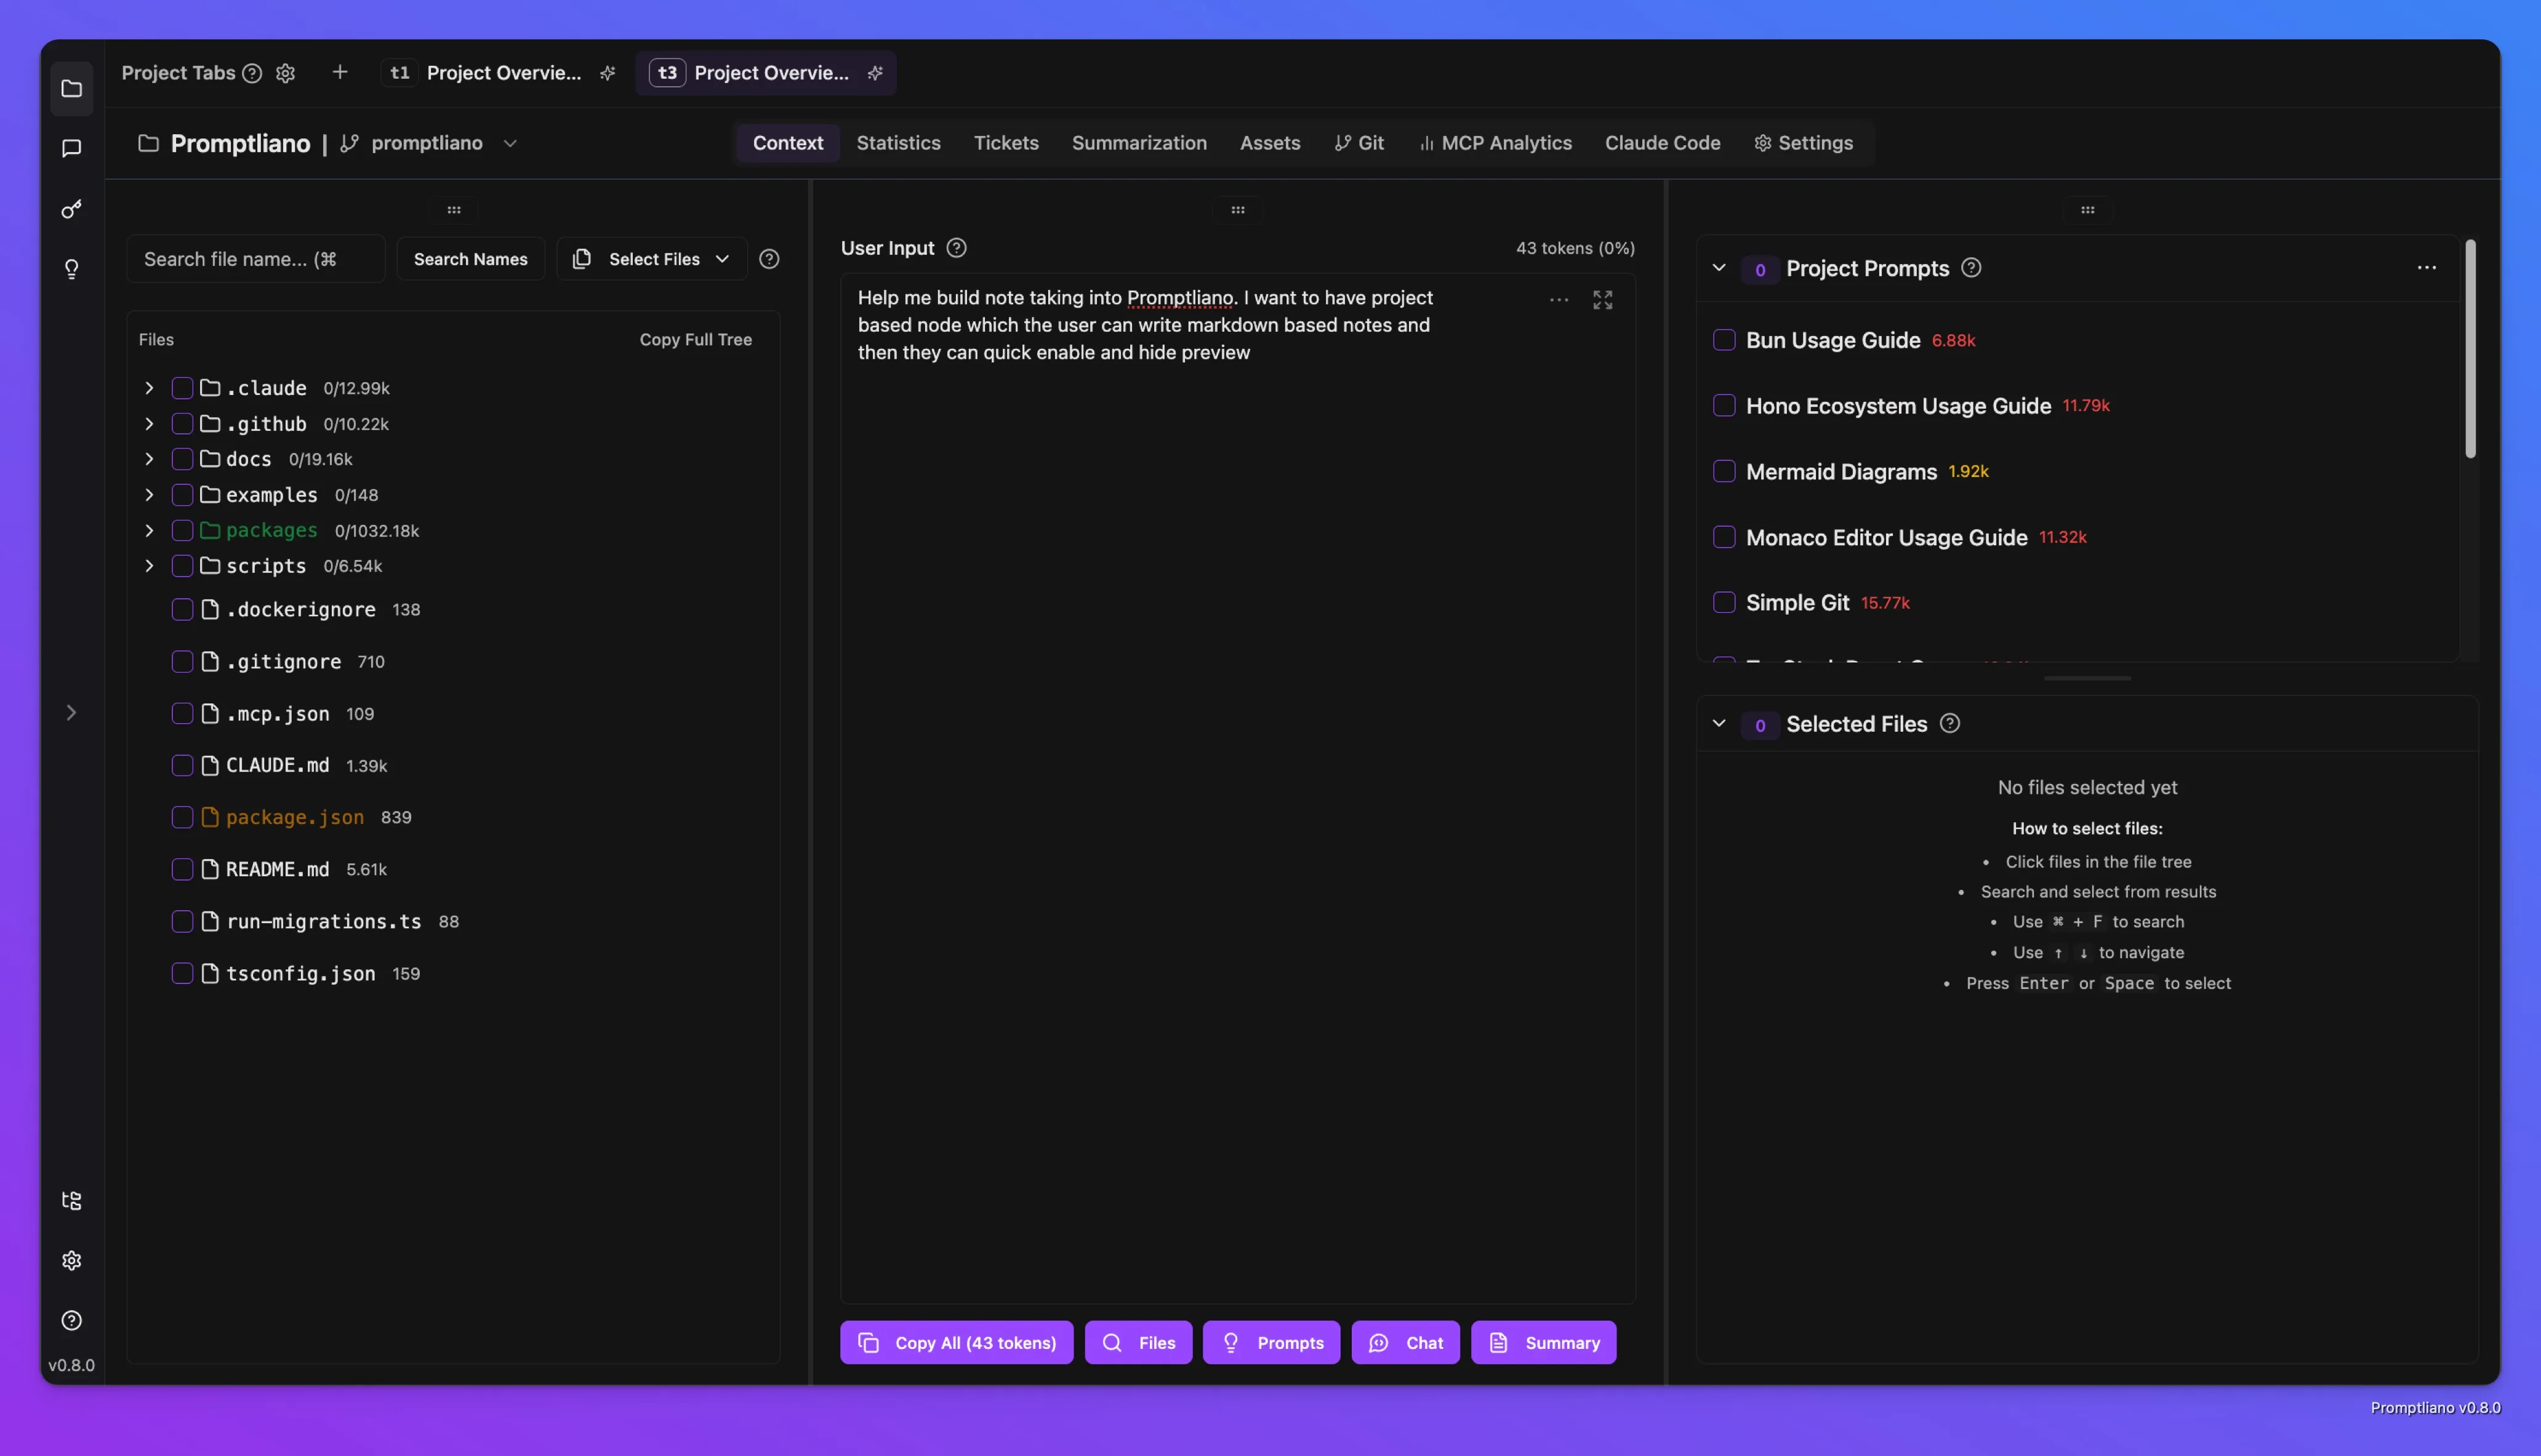 Project Tabs
t1 Project Overvie...
t3 Project Overvie...
Promptliano | promptliano
Context Statistics Tickets Summarization Assets Git MCP Analytics Claude Code Settings
Search file name... (⌘
Search Names
Select Files
Files
Copy Full Tree
.claude 0/12.99k
.github 0/10.22k
docs 0/19.16k
examples 0/148
packages 0/1032.18k
scripts 0/6.54k
.dockerignore 138
.gitignore 710
.mcp.json 109
CLAUDE.md 1.39k
package.json 839
README.md 5.61k
run-migrations.ts 88
tsconfig.json 159
v0.8.0
User Input
43 tokens (0%)
Help me build note taking into Promptliano. I want to have project
based node which the user can write markdown based notes and
then they can quick enable and hide preview
Copy All (43 tokens)
Files
Prompts
Chat
Summary
0 Project Prompts
Bun Usage Guide 6.88k
Hono Ecosystem Usage Guide 11.79k
Mermaid Diagrams 1.92k
Monaco Editor Usage Guide 11.32k
Simple Git 15.77k
0 Selected Files
No files selected yet
How to select files:
• Click files in the file tree
• Search and select from results
• Use ⌘ + F to search
• Use ↑ ↓ to navigate
• Press Enter or Space to select
Promptliano v0.8.0